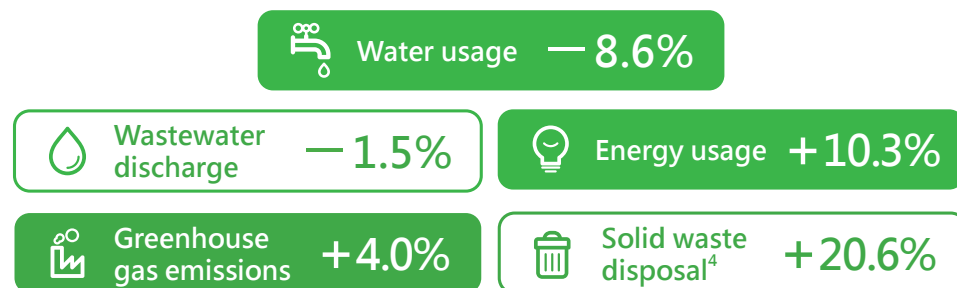 Water usage — 8.6%
Wastewater
discharge — 1.5%
Energy usage +10.3%
Greenhouse
gas emissions +4.0%
Solid waste
disposal⁴ +20.6%